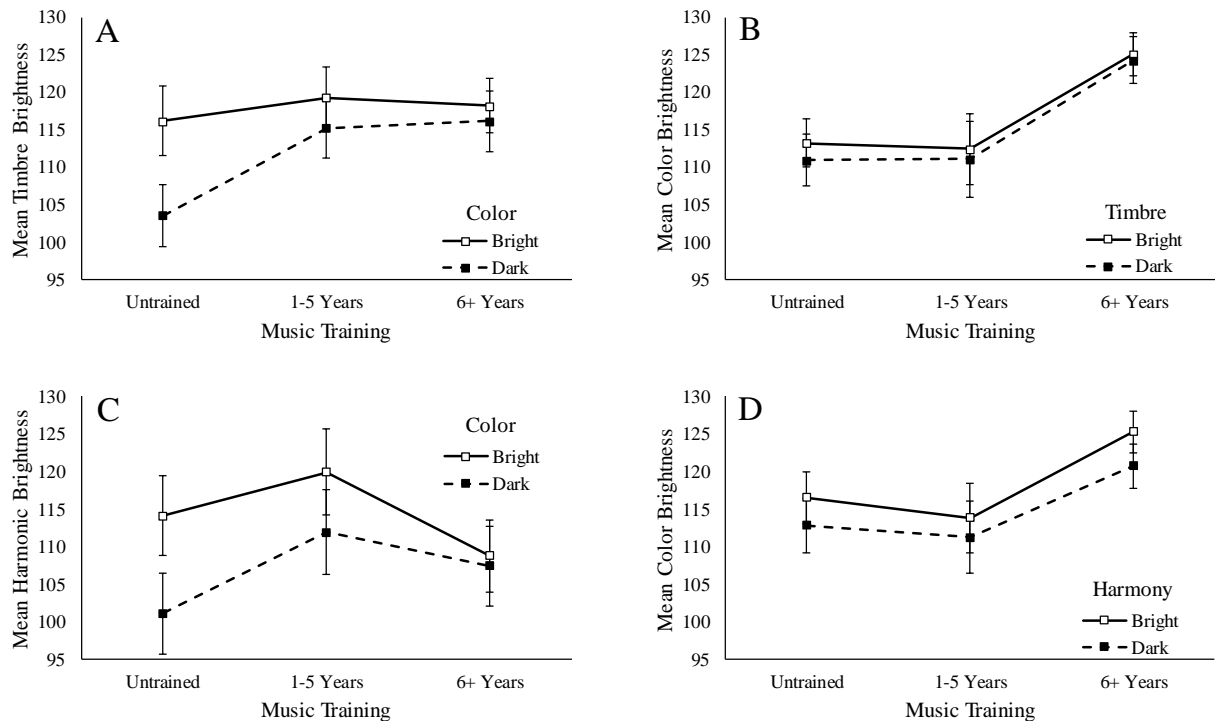 A
Mean Timbre Brightness
130
125
120
115
110
105
100
95
Color
Bright
Dark
Untrained
1-5 Years
6+ Years
Music Training
B
Mean Color Brightness
130
125
120
115
110
105
100
95
Timbre
Bright
Dark
Untrained
1-5 Years
6+ Years
Music Training
C
Mean Harmonic Brightness
130
125
120
115
110
105
100
95
Color
Bright
Dark
Untrained
1-5 Years
6+ Years
Music Training
D
Mean Color Brightness
130
125
120
115
110
105
100
95
Harmony
Bright
Dark
Untrained
1-5 Years
6+ Years
Music Training